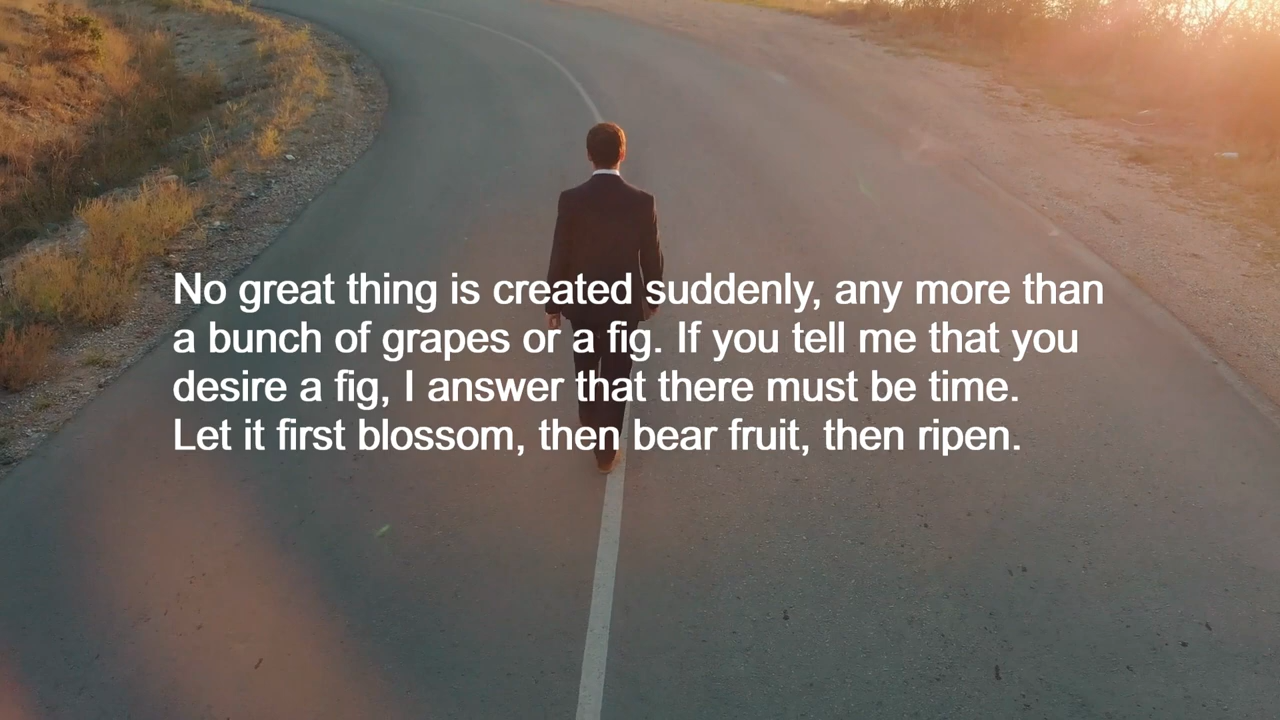 No great thing is created suddenly, any more than
a bunch of grapes or a fig. If you tell me that you
desire a fig, I answer that there must be time.
Let it first blossom, then bear fruit, then ripen.